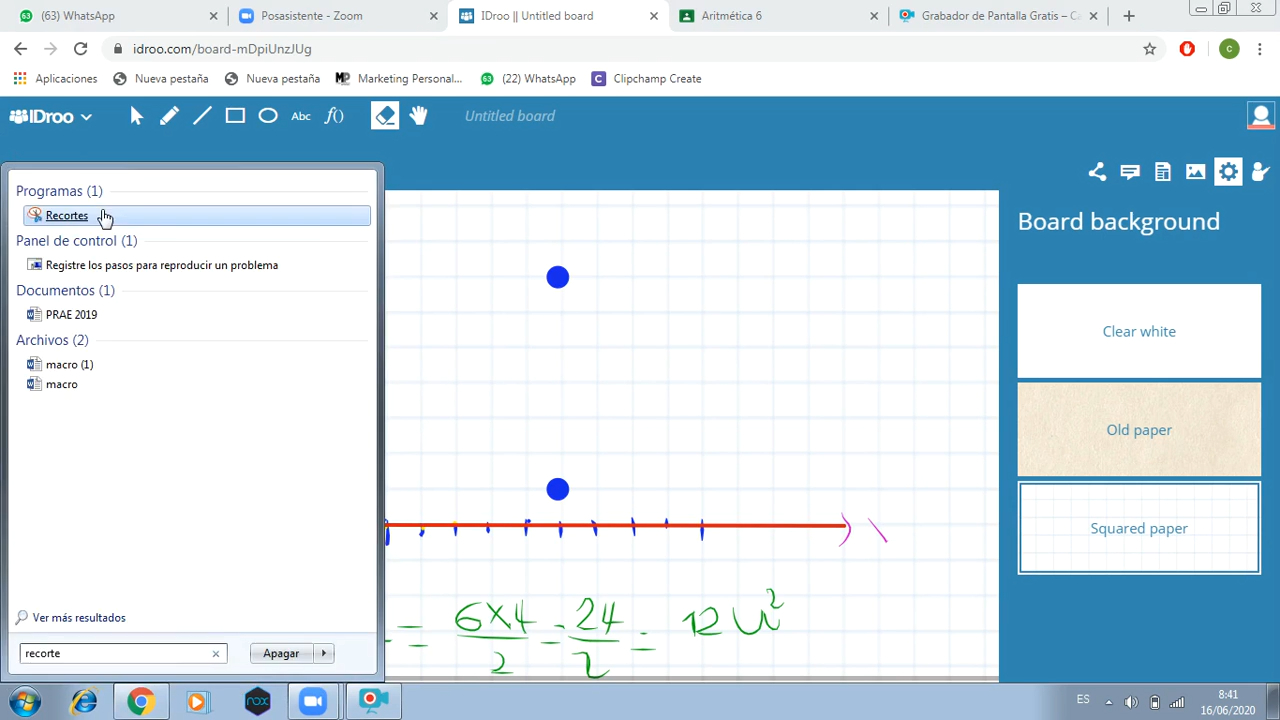 (63) WhatsApp
Posasistente - Zoom
IDroo || Untitled board
Aritmética 6
Grabador de Pantalla Gratis – Ca
idroo.com/board-mDpiUnzJUg
C
Aplicaciones
Nueva pestaña
Nueva pestaña
Marketing Personal...
(22) WhatsApp
Clipchamp Create
IDroo
Abc
f()
Untitled board
Programas (1)
Recortes
Panel de control (1)
Registre los pasos para reproducir un problema
Documentos (1)
PRAE 2019
Archivos (2)
macro (1)
macro
Ver más resultados
recorte
Apagar
Board background
Clear white
Old paper
Squared paper
= 6x4/2 = 24/2 = 12 u²
nox
ES
8:41
16/06/2020